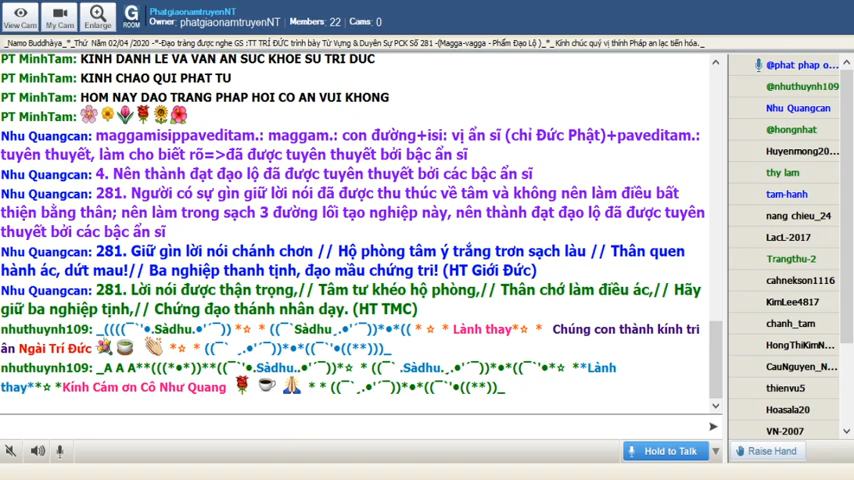 View Cam
My Cam
Enlarge
G
ROOM
PhatgiaonamtruyenNT
Owner: phatgiaonamtruyenNT | Members: 22 | Cams: 0
_Namo Buddhàya_*_Thứ Năm 02/04 /2020 -*-Đạo tràng được nghe GS :TT TRÍ ĐỨC trình bày Từ Vựng & Duyên Sự PCK Số 281 -(Magga-vagga - Phẩm Đạo Lộ )_*_ Kính chúc quý vị thính Pháp an lạc tiến hóa._
PT MinhTam: KINH DANH LE VA VAN AN SUC KHOE SU TRI DUC
PT MinhTam: KINH CHAO QUI PHAT TU
PT MinhTam: HOM NAY DAO TRANG PHAP HOI CO AN VUI KHONG
PT MinhTam:
Nhu Quangcan: maggamisippaveditam.: maggam.: con đường+isi: vị ẩn sĩ (chỉ Đức Phật)+paveditam.:
tuyên thuyết, làm cho biết rõ=>đã được tuyên thuyết bởi bậc ẩn sĩ
Nhu Quangcan: 4. Nên thành đạt đạo lộ đã được tuyên thuyết bởi các bậc ẩn sĩ
Nhu Quangcan: 281. Người có sự gìn giữ lời nói đã được thu thúc về tâm và không nên làm điều bất
thiện bằng thân; nên làm trong sạch 3 đường lối tạo nghiệp này, nên thành đạt đạo lộ đã được tuyên
thuyết bởi các bậc ẩn sĩ
Nhu Quangcan: 281. Giữ gìn lời nói chánh chơn // Hộ phòng tâm ý trắng trơn sạch làu // Thân quen
hành ác, dứt mau!// Ba nghiệp thanh tịnh, đạo mầu chứng tri! (HT Giới Đức)
Nhu Quangcan: 281. Lời nói được thận trọng,// Tâm tư khéo hộ phòng,// Thân chớ làm điều ác,// Hãy
giữ ba nghiệp tịnh,// Chứng đạo thánh nhân dạy. (HT TMC)
nhuthuynh109: _((((¯`'•.Sàdhu.•'´¯)) *☆ * ((¯`Sàdhu.•'´¯))*•*(( * ☆ * Lành thay*☆ * Chúng con thành kính tri
ân Ngài Trí Đức *☆ * ((¯` ¸.•'´¯))*•*((¯`'•((**)))_
nhuthuynh109: _A A A**(((*•*))**((¯`'•.Sàdhu..•'´¯))*☆ * ((¯` .Sàdhu.¸.•'´¯))*•*((¯`'•*☆ **Lành
thay**☆ *Kính Cám ơn Cô Như Quang * * ((¯` ¸.•'´¯))*•*((¯`'•((**))_
@phat phap o...
@nhuthuynh109
Nhu Quangcan
@hongnhat
Huyenmong20...
thy lam
tam-hanh
nang chieu_24
LacL-2017
Trangthu-2
cahnekson1116
KimLee4817
chanh_tam
HongThiKimN...
CauNguyen_N...
thienvu5
Hoasala20
VN-2007
Hold to Talk
Raise Hand